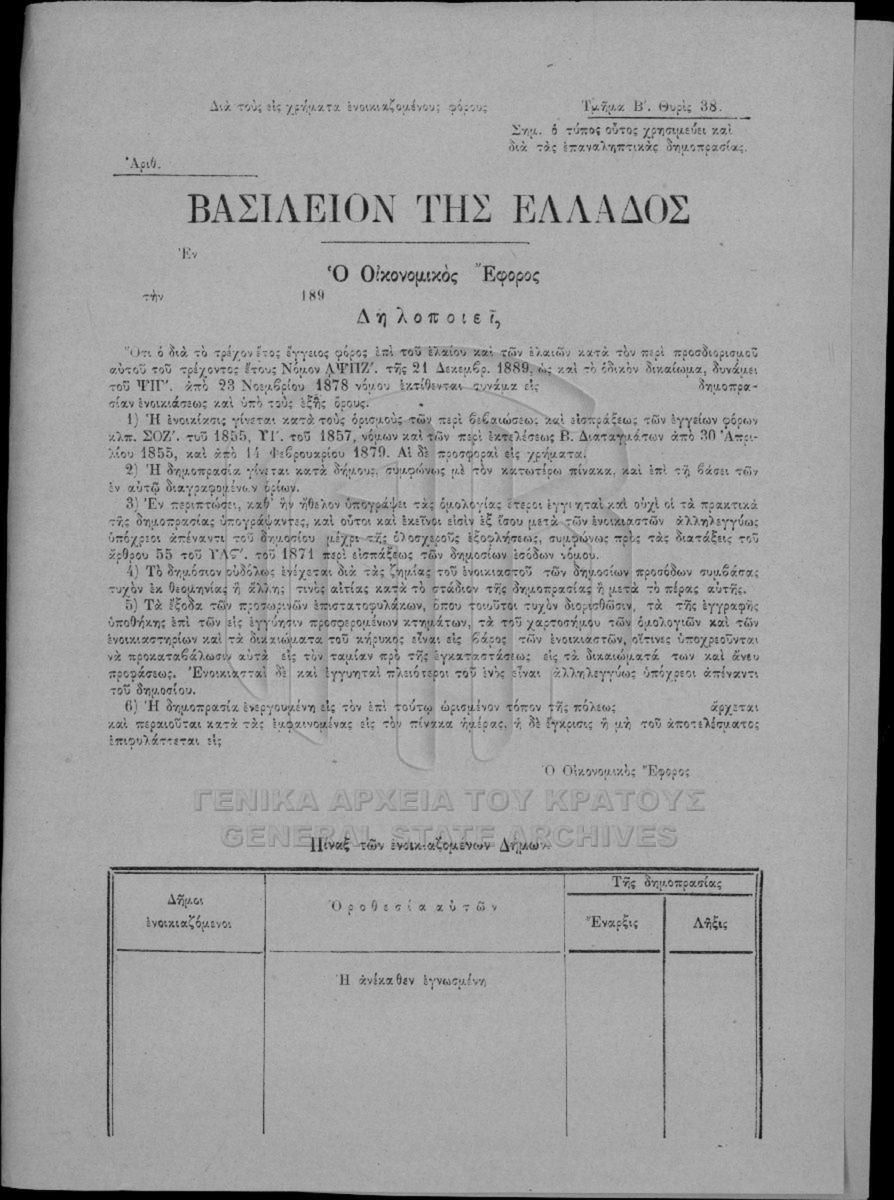 Διὰ τοὺς εἰς χρήματα ἐνοικιαζομένους φόρους
Τμῆμα Β'. Θυρὶς 38.
Σημ. ὁ τύπος οὗτος χρησιμεύει καὶ
διὰ τὰς ἐπαναληπτικὰς δημοπρασίας.
Ἀριθ.
ΒΑΣΙΛΕΙΟΝ ΤΗΣ ΕΛΛΑΔΟΣ
Ἐν
Ὁ Οἰκονομικὸς Ἔφορος
τὴν 189
Δηλοποιεῖ,
Ὅτι ὁ διὰ τὸ τρέχον ἔτος ἔγγειος φόρος ἐπὶ τοῦ ἐλαίου καὶ τῶν ἐλαιῶν κατὰ τὸν περὶ προσδιορισμοῦ
αὐτοῦ τοῦ τρέχοντος ἔτους Νόμον ΑΨΠΖ'. τῆς 21 Δεκεμβρ. 1889, ὡς καὶ τὸ ὁδικὸν δικαίωμα, δυνάμει
τοῦ ΨΠΓ'. ἀπὸ 23 Νοεμβρίου 1878 νόμου ἐκτίθενται συνάμα εἰς δημοπρα-
σίαν ἐνοικιάσεως καὶ ὑπὸ τοὺς ἑξῆς ὅρους.
1) Ἡ ἐνοικίασις γίνεται κατὰ τοὺς ὁρισμοὺς τῶν περὶ βεβαιώσεως καὶ εἰσπράξεως τῶν ἐγγείων φόρων
κλπ. ΣΟΖ'. τοῦ 1855, ΥΓ'. τοῦ 1857, νόμων καὶ τῶν περὶ ἐκτελέσεως Β. Διαταγμάτων ἀπὸ 30 Ἀπρι-
λίου 1855, καὶ ἀπὸ 14 Φεβρουαρίου 1879. Αἱ δὲ προσφοραὶ εἰς χρήματα.
2) Ἡ δημοπρασία γίνεται κατὰ δήμους, συμφώνως μὲ τὸν κατωτέρω πίνακα, καὶ ἐπὶ τῇ βάσει τῶν
ἐν αὐτῷ διαγραφομένων ὁρίων.
3) Ἐν περιπτώσει, καθ' ἣν ἤθελον ὑπογράψει τὰς ὁμολογίας ἕτεροι ἐγγυηταὶ καὶ οὐχὶ οἱ τὰ πρακτικὰ
τῆς δημοπρασίας ὑπογράψαντες, καὶ οὗτοι καὶ ἐκεῖνοι εἰσὶν ἐξ ἴσου μετὰ τῶν ἐνοικιαστῶν ἀλληλεγγύως
ὑπόχρεοι ἀπέναντι τοῦ δημοσίου μέχρι τῆς ὁλοσχεροῦς ἐξοφλήσεως, συμφώνως πρὸς τὰς διατάξεις τοῦ
ἄρθρου 55 τοῦ ΥΛϚ'. τοῦ 1871 περὶ εἰσπράξεως τῶν δημοσίων ἐσόδων νόμου.
4) Τὸ δημόσιον οὐδόλως ἐνέχεται διὰ τὰς ζημίας τοῦ ἐνοικιαστοῦ τῶν δημοσίων προσόδων συμβάσας
τυχὸν ἐκ θεομηνίας ἢ ἄλλης τινὸς αἰτίας κατὰ τὸ στάδιον τῆς δημοπρασίας ἢ μετὰ τὸ πέρας αὐτῆς.
5) Τὰ ἔξοδα τῶν προσωρινῶν ἐπιστατοφυλάκων, ὅπου τοιοῦτοι τυχὸν διορισθῶσιν, τὰ τῆς ἐγγραφῆς
ὑποθήκης ἐπὶ τῶν εἰς ἐγγύησιν προσφερομένων κτημάτων, τὰ τοῦ χαρτοσήμου τῶν ὁμολογιῶν καὶ τῶν
ἐνοικιαστηρίων καὶ τὰ δικαιώματα τοῦ κήρυκος εἶναι εἰς βάρος τῶν ἐνοικιαστῶν, οἵτινες ὑποχρεοῦνται
νὰ προκαταβάλωσιν αὐτὰ εἰς τὸν ταμίαν πρὸ τῆς ἐγκαταστάσεως εἰς τὰ δικαιώματά των καὶ ἄνευ
προφάσεως. Ἐνοικιασταὶ δὲ καὶ ἐγγυηταὶ πλειότεροι τοῦ ἑνὸς εἶναι ἀλληλεγγύως ὑπόχρεοι ἀπέναντι
τοῦ δημοσίου.
6) Ἡ δημοπρασία ἐνεργουμένη εἰς τὸν ἐπὶ τούτῳ ὡρισμένον τόπον τῆς πόλεως ἄρχεται
καὶ περαιοῦται κατὰ τὰς ἐμφαινομένας εἰς τὸν πίνακα ἡμέρας, ἡ δὲ ἔγκρισις ἢ μὴ τοῦ ἀποτελέσματος
ἐπιφυλάττεται εἰς
Ὁ Οἰκονομικὸς Ἔφορος
ΓΕΝΙΚΑ ΑΡΧΕΙΑ ΤΟΥ ΚΡΑΤΟΥΣ
GENERAL STATE ARCHIVES
Πίναξ τῶν ἐνοικιαζομένων Δήμων
Δῆμοι
ἐνοικιαζόμενοι
Ὁροθεσία αὐτῶν
Τῆς δημοπρασίας
Ἔναρξις
Λῆξις
Ἡ ἀνέκαθεν ἐγνωσμένη